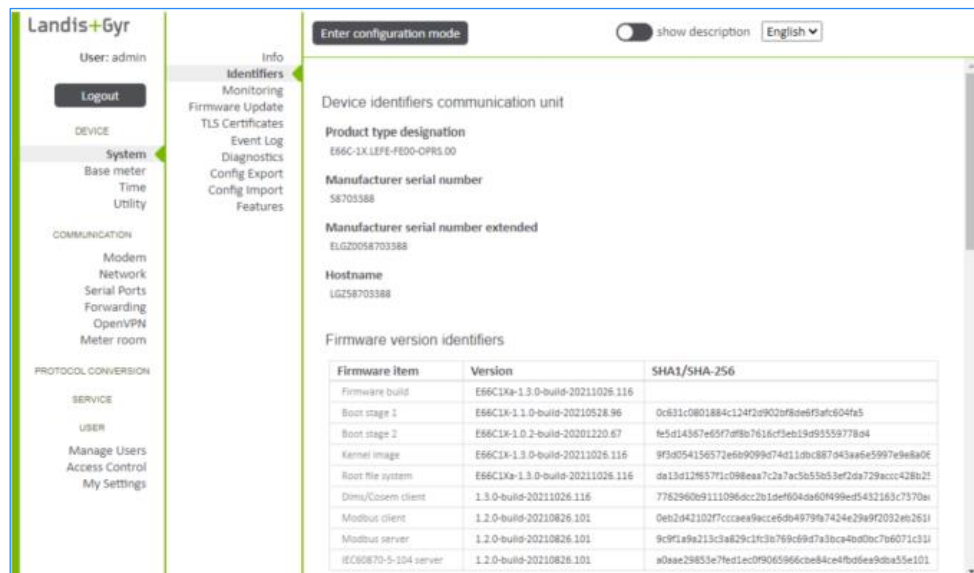 Landis+Gyr
User: admin
Logout
DEVICE
System
Base meter
Time
Utility
COMMUNICATION
Modem
Network
Serial Ports
Forwarding
OpenVPN
Meter room
PROTOCOL CONVERSION
SERVICE
USER
Manage Users
Access Control
My Settings
Info
Identifiers
Monitoring
Firmware Update
TLS Certificates
Event Log
Diagnostics
Config Export
Config Import
Features
Enter configuration mode show description English
Device identifiers communication unit
Product type designation
E66C-1X.LEFE-FE00-OPRS.00
Manufacturer serial number
58703388
Manufacturer serial number extended
ELGZ0058703388
Hostname
LGZ58703388
Firmware version identifiers
Firmware item Version SHA1/SHA-256
Firmware build E66C1Xa-1.3.0-build-20211026.116
Boot stage 1 E66C1X-1.1.0-build-20210528.96
Boot stage 2 E66C1X-1.0.2-build-20201220.67
Kernel image E66C1X-1.3.0-build-20211026.116
Root file system E66C1Xa-1.3.0-build-20211026.116
Dlms/Cosem client 1.3.0-build-20211026.116
Modbus client 1.2.0-build-20210826.101
Modbus server 1.2.0-build-20210826.101
IEC60870-5-104 server 1.2.0-build-20210826.101